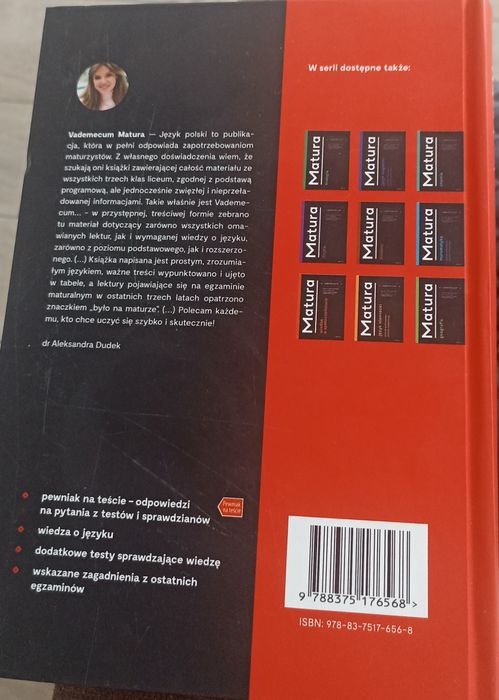 W serii dostępne także:
Vademecum Matura — Język polski to publika-
cja, która w pełni odpowiada zapotrzebowaniom
maturzystów. Z własnego doświadczenia wiem, że
szukają oni książki zawierającej całość materiału ze
wszystkich trzech klas liceum, zgodnej z podstawą
programową, ale jednocześnie zwięzłej i nieprzeła-
dowanej informacjami. Takie właśnie jest Vademe-
cum... - w przystępnej, treściwej formie zebrano
tu materiał dotyczący zarówno wszystkich oma-
wianych lektur, jak i wymaganej wiedzy o języku,
zarówno z poziomu podstawowego, jak i rozszerzo-
nego. (...) Książka napisana jest prostym, zrozumia-
łym językiem, ważne treści wypunktowano i ujęto
w tabele, a lektury pojawiające się na egzaminie
maturalnym w ostatnich trzech latach opatrzono
znaczkiem „było na maturze". (...) Polecam każde-
mu, kto chce uczyć się szybko i skutecznie!
dr Aleksandra Dudek
Matura
Matura
Matura
Matura
Matura
Matura
Matura
Matura
Matura
pewniak na teście – odpowiedzi
na pytania z testów i sprawdzianów
Pewniak
na teście
wiedza o języku
dodatkowe testy sprawdzające wiedzę
wskazane zagadnienia z ostatnich
egzaminów
9 788375 176568 >
ISBN: 978-83-7517-656-8